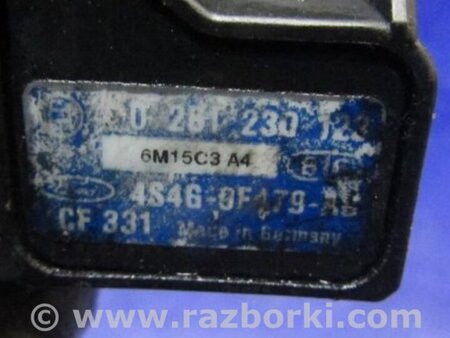 0 281 230 123
6M15C3 A4
4S4G-9F479-AB
CF 331 Made in Germany
© www.razborki.com